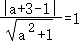 |a+3-1| / √(a²+1) = 1